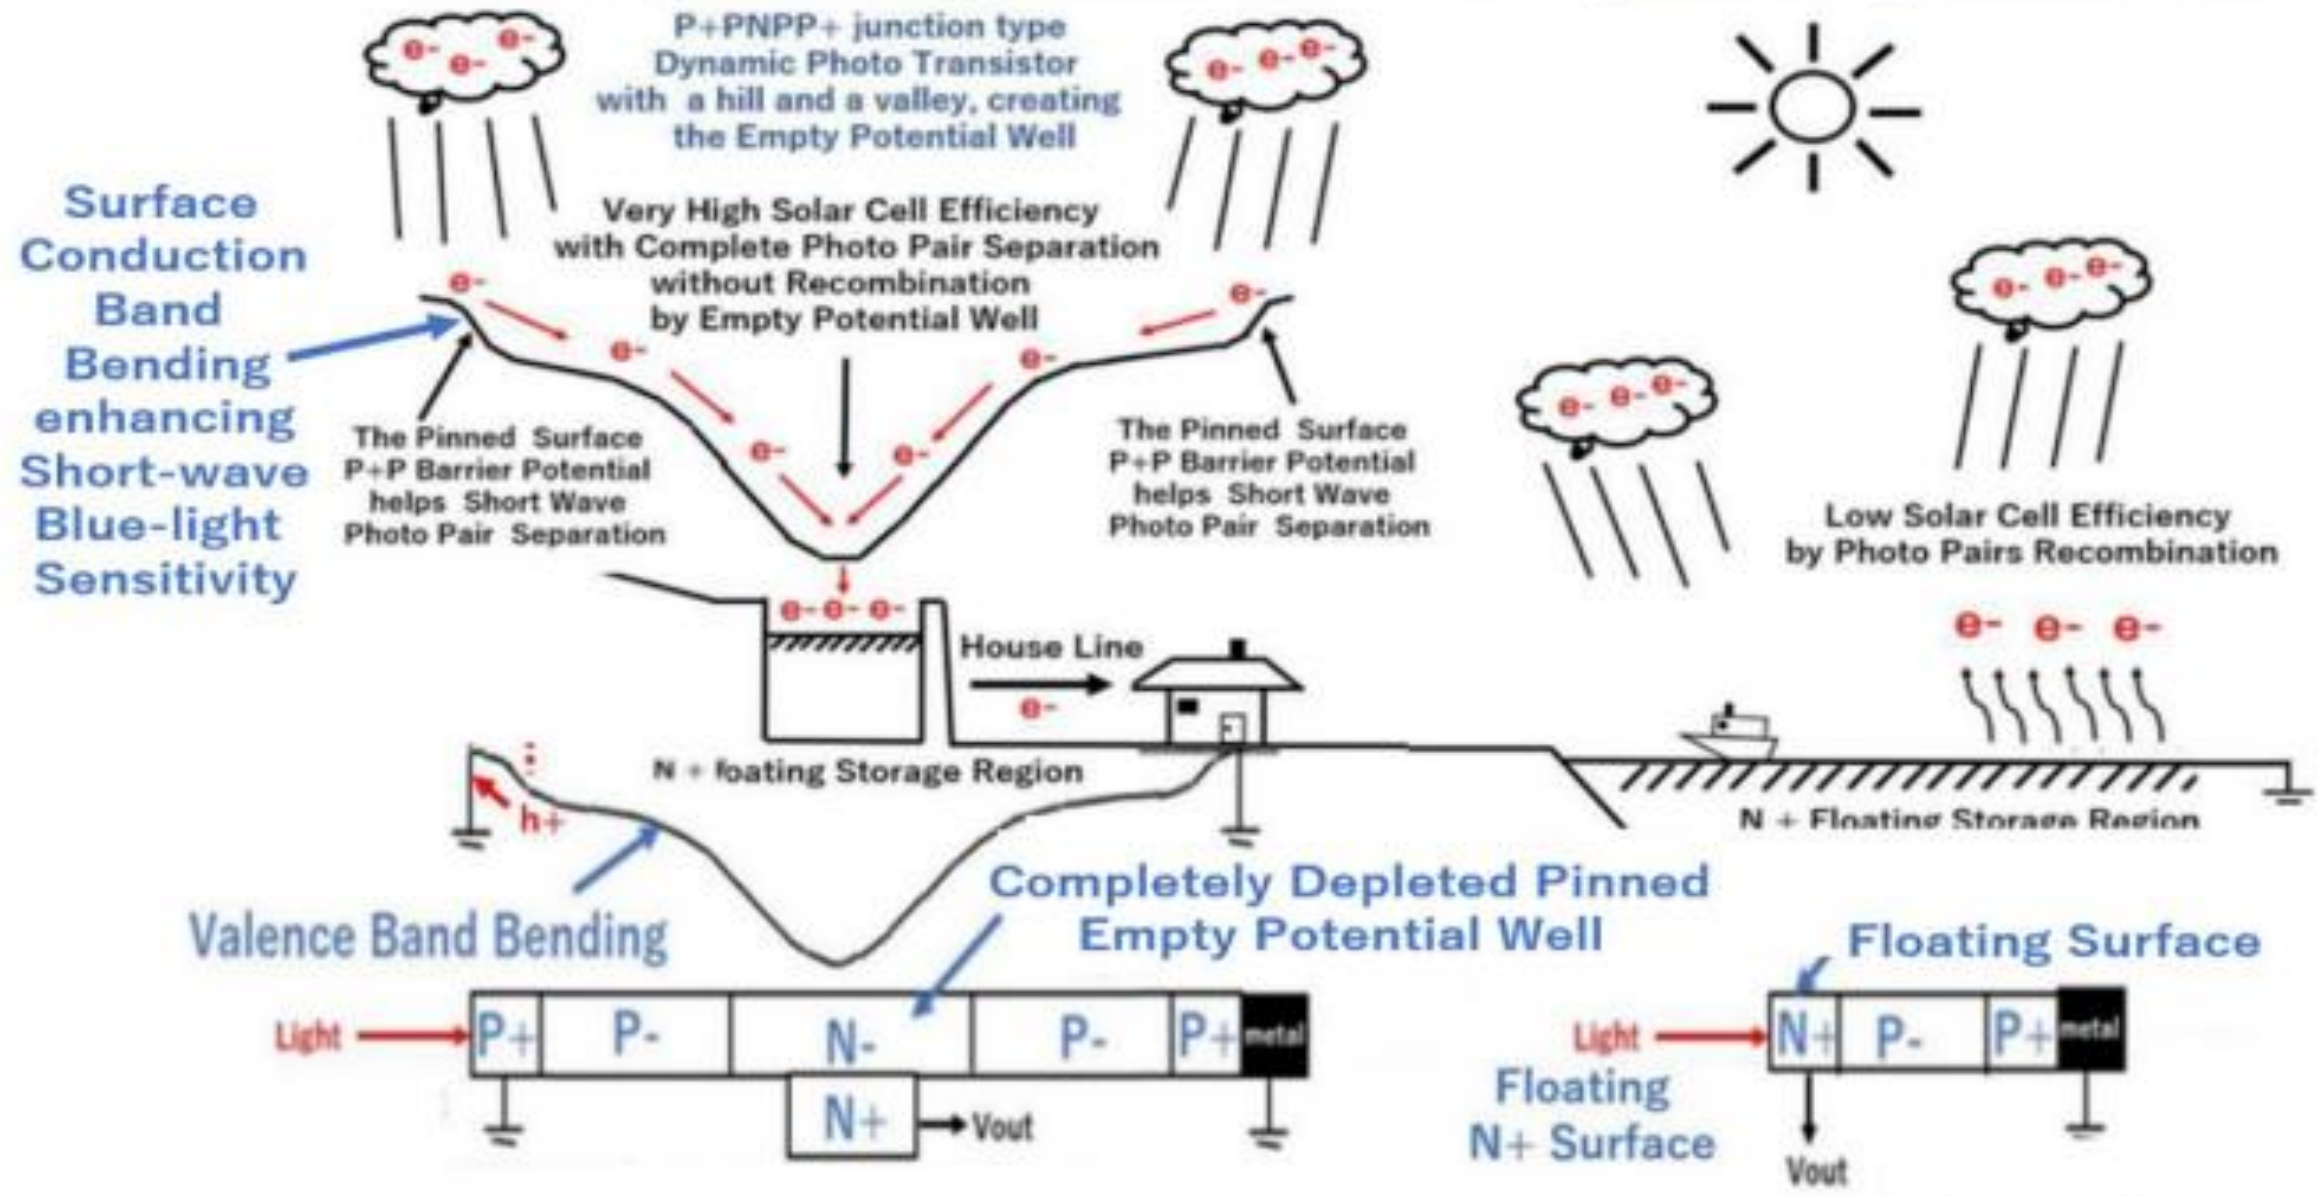 P+PNPP+ junction type
Dynamic Photo Transistor
with a hill and a valley, creating
the Empty Potential Well
e- e- e-
e- e- e-
Surface
Conduction
Band
Bending
enhancing
Short-wave
Blue-light
Sensitivity
Very High Solar Cell Efficiency
with Complete Photo Pair Separation
without Recombination
by Empty Potential Well
e-
e-
e-
e-
e-
e-
The Pinned Surface
P+P Barrier Potential
helps Short Wave
Photo Pair Separation
The Pinned Surface
P+P Barrier Potential
helps Short Wave
Photo Pair Separation
e- e- e-
e- e- e-
Low Solar Cell Efficiency
by Photo Pairs Recombination
e- e- e-
e- e- e-
House Line
e-
N + foating Storage Region
h+
N + Floating Storage Region
Valence Band Bending
Completely Depleted Pinned
Empty Potential Well
Floating Surface
Light
P+ P- N- P- P+ metal
N+
Vout
Light
N+ P- P+ metal
Floating
N+ Surface
Vout